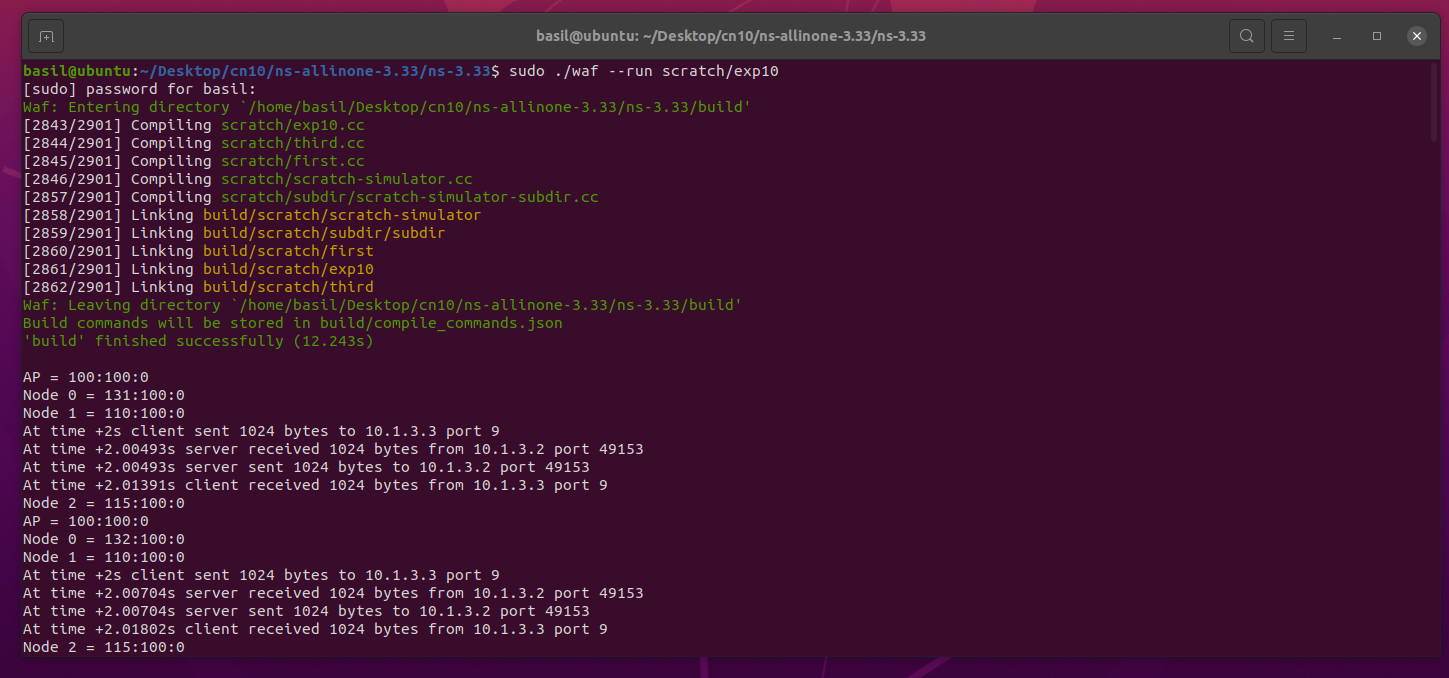 basil@ubuntu: ~/Desktop/cn10/ns-allinone-3.33/ns-3.33
basil@ubuntu:~/Desktop/cn10/ns-allinone-3.33/ns-3.33$ sudo ./waf --run scratch/exp10
[sudo] password for basil:
Waf: Entering directory `/home/basil/Desktop/cn10/ns-allinone-3.33/ns-3.33/build'
[2843/2901] Compiling scratch/exp10.cc
[2844/2901] Compiling scratch/third.cc
[2845/2901] Compiling scratch/first.cc
[2846/2901] Compiling scratch/scratch-simulator.cc
[2857/2901] Compiling scratch/subdir/scratch-simulator-subdir.cc
[2858/2901] Linking build/scratch/scratch-simulator
[2859/2901] Linking build/scratch/subdir/subdir
[2860/2901] Linking build/scratch/first
[2861/2901] Linking build/scratch/exp10
[2862/2901] Linking build/scratch/third
Waf: Leaving directory `/home/basil/Desktop/cn10/ns-allinone-3.33/ns-3.33/build'
Build commands will be stored in build/compile_commands.json
'build' finished successfully (12.243s)
AP = 100:100:0
Node 0 = 131:100:0
Node 1 = 110:100:0
At time +2s client sent 1024 bytes to 10.1.3.3 port 9
At time +2.00493s server received 1024 bytes from 10.1.3.2 port 49153
At time +2.00493s server sent 1024 bytes to 10.1.3.2 port 49153
At time +2.01391s client received 1024 bytes from 10.1.3.3 port 9
Node 2 = 115:100:0
AP = 100:100:0
Node 0 = 132:100:0
Node 1 = 110:100:0
At time +2s client sent 1024 bytes to 10.1.3.3 port 9
At time +2.00704s server received 1024 bytes from 10.1.3.2 port 49153
At time +2.00704s server sent 1024 bytes to 10.1.3.2 port 49153
At time +2.01802s client received 1024 bytes from 10.1.3.3 port 9
Node 2 = 115:100:0